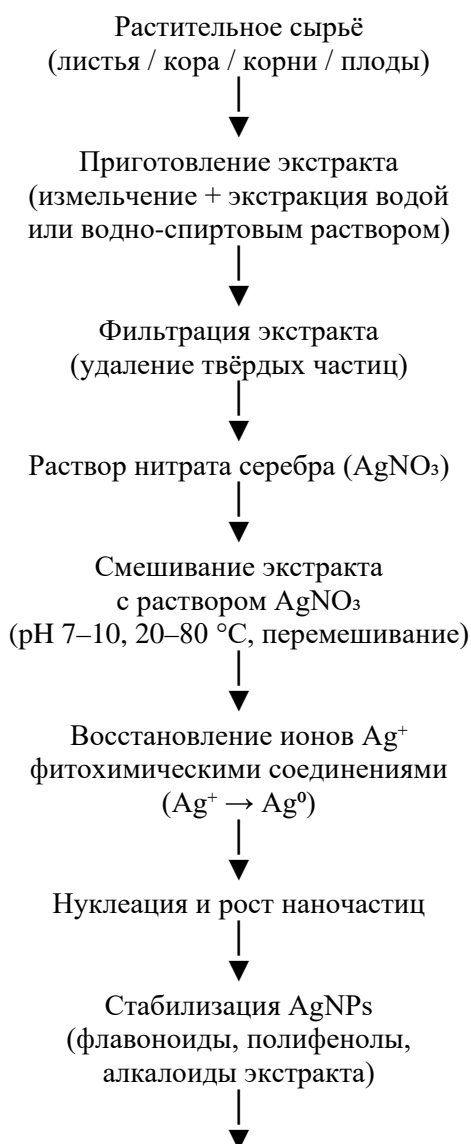 Растительное сырьё
(листья / кора / корни / плоды)
Приготовление экстракта
(измельчение + экстракция водой
или водно-спиртовым раствором)
Фильтрация экстракта
(удаление твёрдых частиц)
Раствор нитрата серебра (AgNO₃)
Смешивание экстракта
с раствором AgNO₃
(pH 7–10, 20–80 °C, перемешивание)
Восстановление ионов Ag⁺
фитохимическими соединениями
(Ag⁺ → Ag⁰)
Нуклеация и рост наночастиц
Стабилизация AgNPs
(флавоноиды, полифенолы,
алкалоиды экстракта)